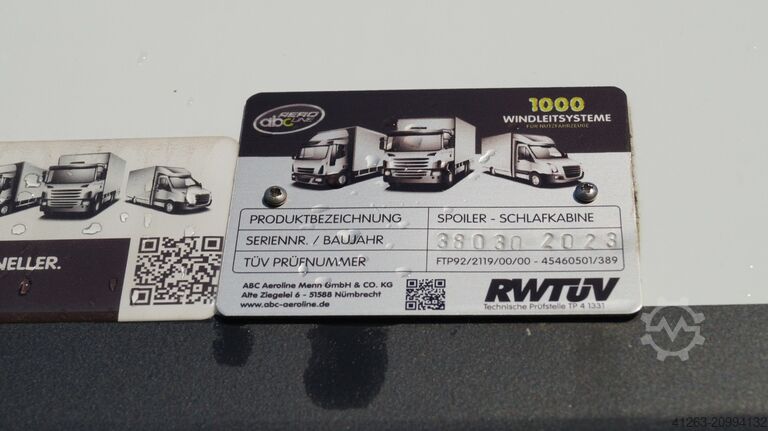 AERO
abc LINE
1000
WINDLEITSYSTEME
FÜR NUTZFAHRZEUGE
PRODUKTBEZEICHNUNG SPOILER - SCHLAFKABINE
SERIENNR. / BAUJAHR 38030 2023
TÜV PRÜFNUMMER FTP92/2119/00/00 - 45460501/389
NELLER.
ABC Aeroline Menn GmbH & CO. KG
Alte Ziegelei 6 - 51588 Nümbrecht
www.abc-aeroline.de
RWTÜV
Technische Prüfstelle TP 4 1331
41263-20994132